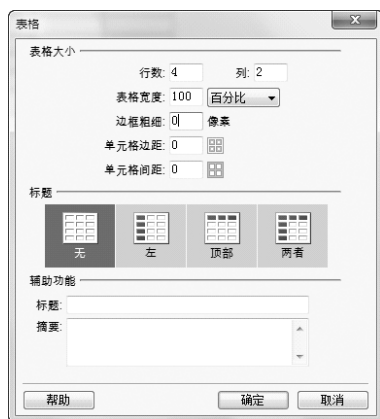 表格
表格大小
行数: 4 列: 2
表格宽度: 100 百分比
边框粗细: 0 像素
单元格边距: 0
单元格间距: 0
标题
无 左 顶部 两者
辅助功能
标题:
摘要:
帮助 确定 取消